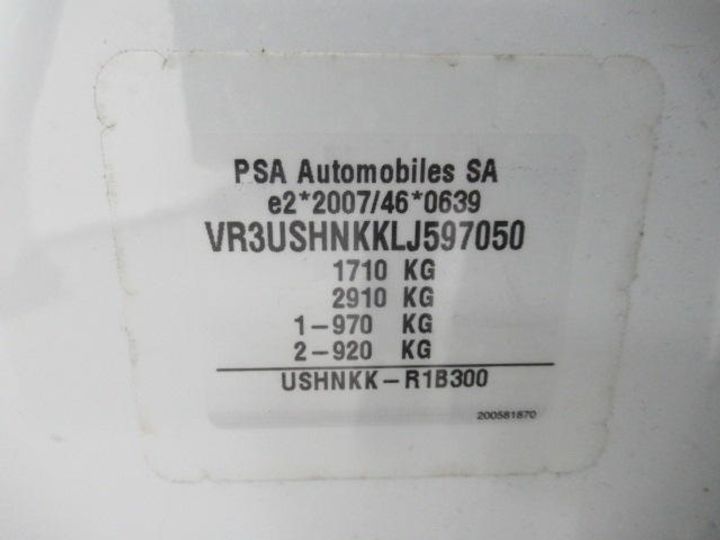 PSA Automobiles SA
e2*2007/46*0639
VR3USHNKKLJ597050
1710 KG
2910 KG
1-970 KG
2-920 KG
USHNKK-R1B300
200581870